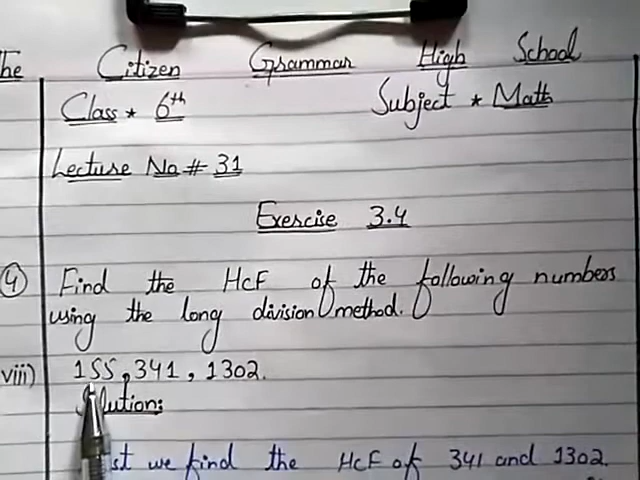 The Citizen Grammar High School
Class * 6th Subject * Math
Lecture No # 31
Exercise 3.4
4 Find the HCF of the following numbers
using the long division method.
viii) 155, 341, 1302.
Solution:
we find the HCF of 341 and 1302.